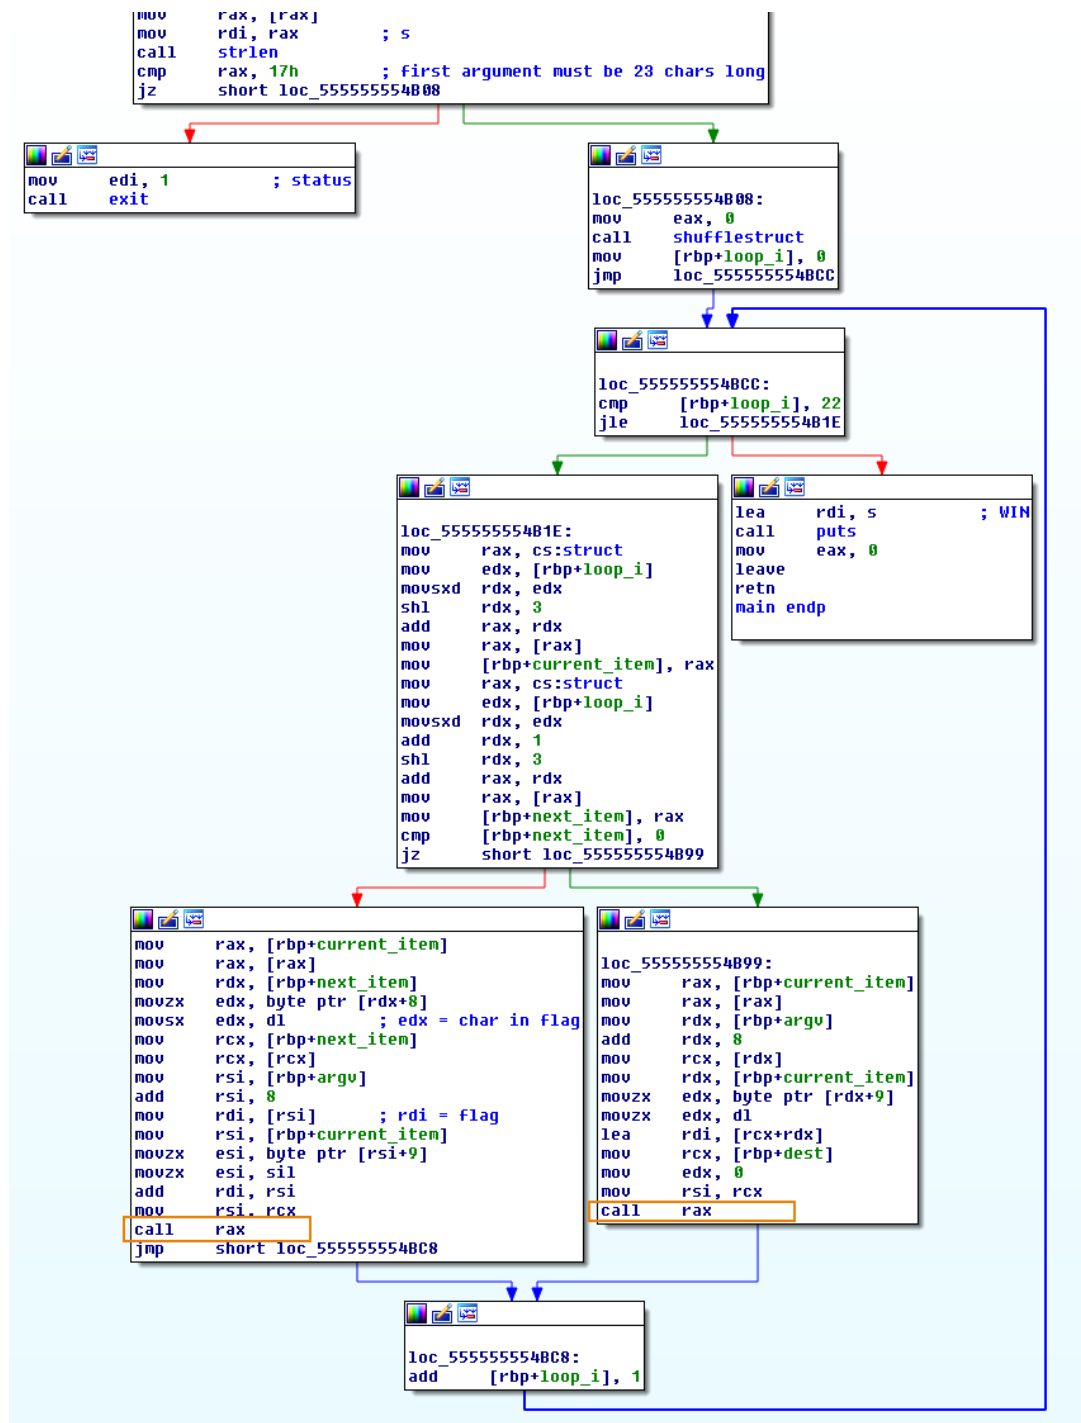 mov rax, [rax]
mov rdi, rax ; s
call strlen
cmp rax, 17h ; first argument must be 23 chars long
jz short loc_555555554B08
mov edi, 1 ; status
call exit
loc_555555554B08:
mov eax, 0
call shufflestruct
mov [rbp+loop_i], 0
jmp loc_555555554BCC
loc_555555554BCC:
cmp [rbp+loop_i], 22
jle loc_555555554B1E
loc_555555554B1E:
mov rax, cs:struct
mov edx, [rbp+loop_i]
movsxd rdx, edx
shl rdx, 3
add rax, rdx
mov rax, [rax]
mov [rbp+current_item], rax
mov rax, cs:struct
mov edx, [rbp+loop_i]
movsxd rdx, edx
add rdx, 1
shl rdx, 3
add rax, rdx
mov rax, [rax]
mov [rbp+next_item], rax
cmp [rbp+next_item], 0
jz short loc_555555554B99
lea rdi, s ; WIN
call puts
mov eax, 0
leave
retn
main endp
mov rax, [rbp+current_item]
mov rax, [rax]
mov rdx, [rbp+next_item]
movzx edx, byte ptr [rdx+8]
movsx edx, dl ; edx = char in flag
mov rcx, [rbp+next_item]
mov rcx, [rcx]
mov rsi, [rbp+argv]
add rsi, 8
mov rdi, [rsi] ; rdi = flag
mov rsi, [rbp+current_item]
movzx esi, byte ptr [rsi+9]
movzx esi, sil
add rdi, rsi
mov rsi, rcx
call rax
jmp short loc_555555554BC8
loc_555555554B99:
mov rax, [rbp+current_item]
mov rax, [rax]
mov rdx, [rbp+argv]
add rdx, 8
mov rcx, [rdx]
mov rdx, [rbp+current_item]
movzx edx, byte ptr [rdx+9]
movzx edx, dl
lea rdi, [rcx+rdx]
mov rcx, [rbp+dest]
mov edx, 0
mov rsi, rcx
call rax
loc_555555554BC8:
add [rbp+loop_i], 1